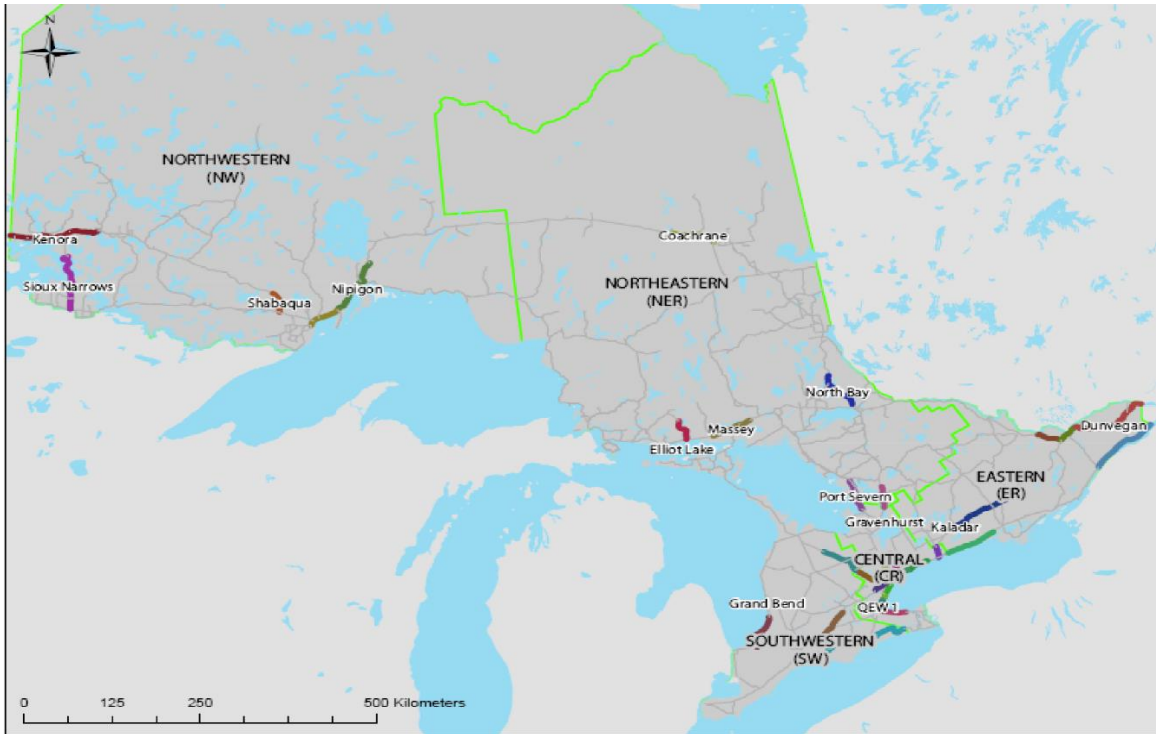 N
NORTHWESTERN
(NW)
Coachrane
Kenora
NORTHEASTERN
(NER)
Sioux Narrows
Nipigon
Shabaqua
North Bay
Dunvegan
Massey
Elliot Lake
EASTERN
(ER)
Port Severn
Gravenhurst
Kaladar
CENTRAL
(CR)
Grand Bend
QEW-1
SOUTHWESTERN
(SW)
0 125 250 500 Kilometers